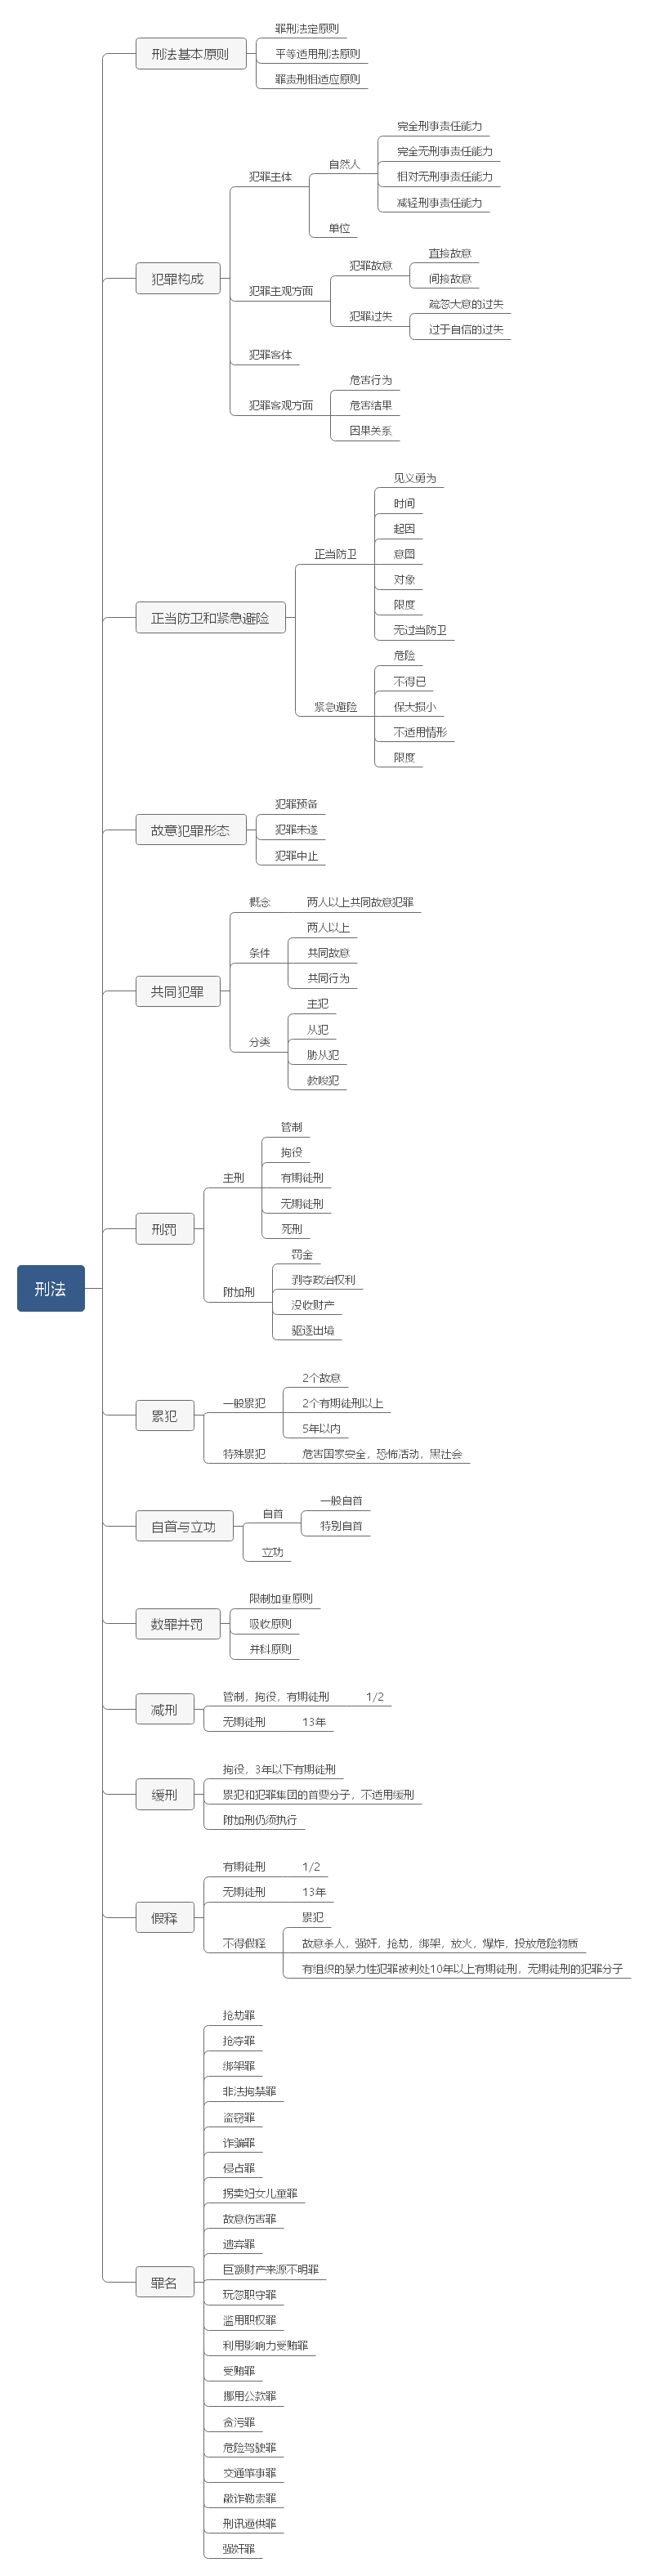 刑法
刑法基本原则
罪刑法定原则
平等适用刑法原则
罪责刑相适应原则
犯罪构成
犯罪主体
自然人
完全刑事责任能力
完全无刑事责任能力
相对无刑事责任能力
减轻刑事责任能力
单位
犯罪主观方面
犯罪故意
直接故意
间接故意
犯罪过失
疏忽大意的过失
过于自信的过失
犯罪客体
犯罪客观方面
危害行为
危害结果
因果关系
正当防卫和紧急避险
正当防卫
见义勇为
时间
起因
意图
对象
限度
无过当防卫
紧急避险
危险
不得已
保大损小
不适用情形
限度
故意犯罪形态
犯罪预备
犯罪未遂
犯罪中止
共同犯罪
概念
两人以上共同故意犯罪
条件
两人以上
共同故意
共同行为
分类
主犯
从犯
胁从犯
教唆犯
刑罚
主刑
管制
拘役
有期徒刑
无期徒刑
死刑
附加刑
罚金
剥夺政治权利
没收财产
驱逐出境
累犯
一般累犯
2个故意
2个有期徒刑以上
5年以内
特殊累犯
危害国家安全，恐怖活动，黑社会
自首与立功
自首
一般自首
特别自首
立功
数罪并罚
限制加重原则
吸收原则
并科原则
减刑
管制，拘役，有期徒刑
1/2
无期徒刑
13年
缓刑
拘役，3年以下有期徒刑
累犯和犯罪集团的首要分子，不适用缓刑
附加刑仍须执行
假释
有期徒刑
1/2
无期徒刑
13年
不得假释
累犯
故意杀人，强奸，抢劫，绑架，放火，爆炸，投放危险物质
有组织的暴力性犯罪被判处10年以上有期徒刑，无期徒刑的犯罪分子
罪名
抢劫罪
抢夺罪
绑架罪
非法拘禁罪
盗窃罪
诈骗罪
侵占罪
拐卖妇女儿童罪
故意伤害罪
遗弃罪
巨额财产来源不明罪
玩忽职守罪
滥用职权罪
利用影响力受贿罪
受贿罪
挪用公款罪
贪污罪
危险驾驶罪
交通肇事罪
敲诈勒索罪
刑讯逼供罪
强奸罪